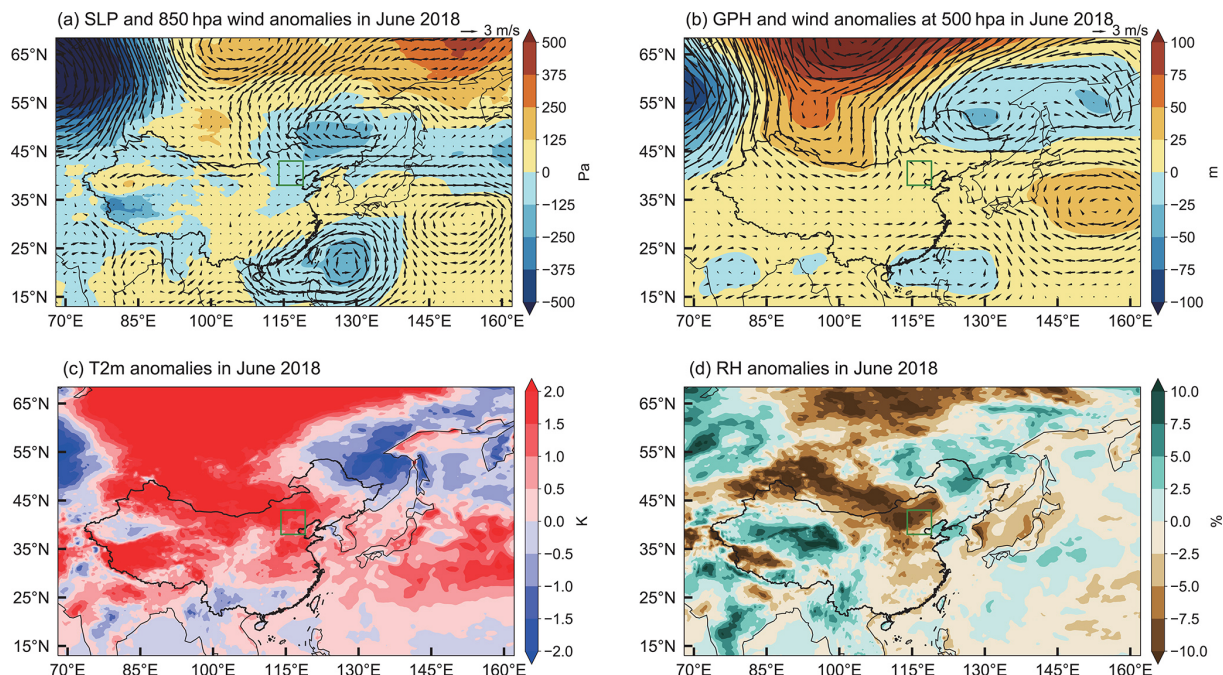 (a) SLP and 850 hpa wind anomalies in June 2018
3 m/s
65°N
55°N
45°N
35°N
25°N
15°N
70°E 85°E 100°E 115°E 130°E 145°E 160°E
500
375
250
125
0
−125
−250
−375
−500
Pa
(b) GPH and wind anomalies at 500 hpa in June 2018
3 m/s
65°N
55°N
45°N
35°N
25°N
15°N
70°E 85°E 100°E 115°E 130°E 145°E 160°E
100
75
50
25
0
−25
−50
−75
−100
m
(c) T2m anomalies in June 2018
65°N
55°N
45°N
35°N
25°N
15°N
70°E 85°E 100°E 115°E 130°E 145°E 160°E
2.0
1.5
1.0
0.5
0.0
−0.5
−1.0
−1.5
−2.0
K
(d) RH anomalies in June 2018
65°N
55°N
45°N
35°N
25°N
15°N
70°E 85°E 100°E 115°E 130°E 145°E 160°E
10.0
7.5
5.0
2.5
0.0
−2.5
−5.0
−7.5
−10.0
%